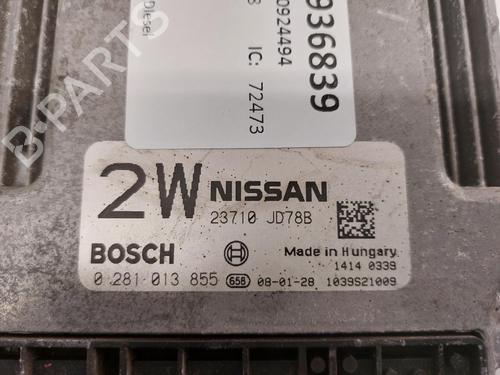 936839
0924494
8 IC: 72473
Diesel
B-PARTS
2W NISSAN
23710 JD78B
BOSCH
Made in Hungary
1414 0339
0 281 013 855 658 08-01-28 1039S21009